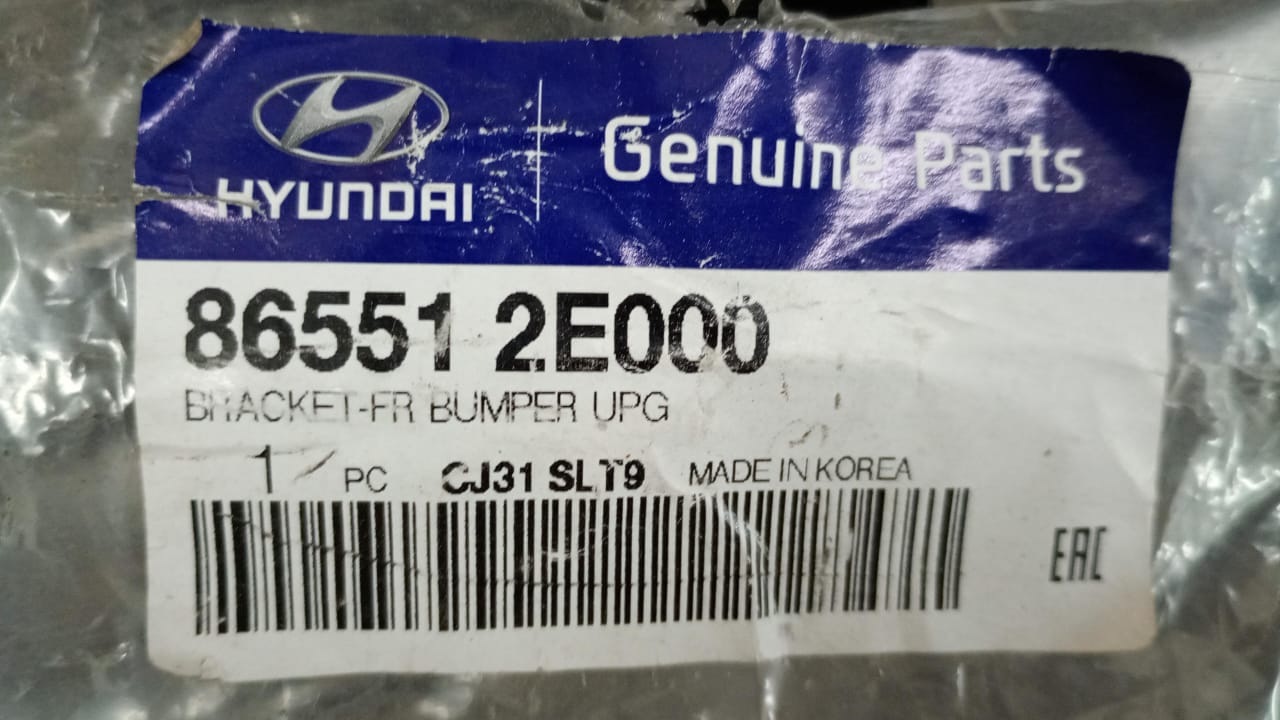 HYUNDAI
Genuine Parts
86551 2E000
BRACKET-FR BUMPER UPG
1 PC CJ31 SLT9 MADE IN KOREA
EAC